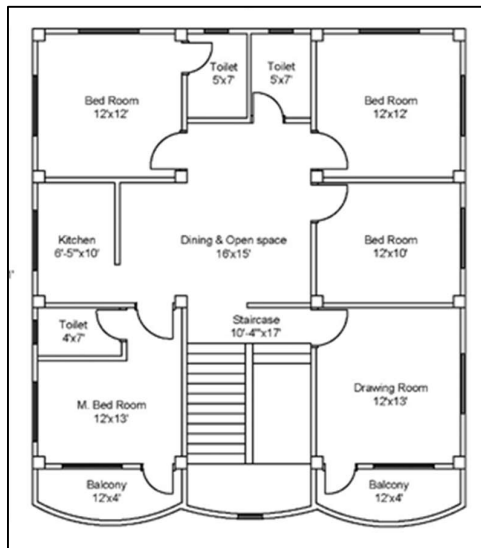 Toilet
5'x7'
Toilet
5'x7'
Bed Room
12'x12'
Bed Room
12'x12'
Kitchen
6'-5"'x10'
Dining & Open space
16'x15'
Bed Room
12'x10'
Staircase
10'-4"'x17'
Toilet
4'x7'
M. Bed Room
12'x13'
Drawing Room
12'x13'
Balcony
12'x4'
Balcony
12'x4'